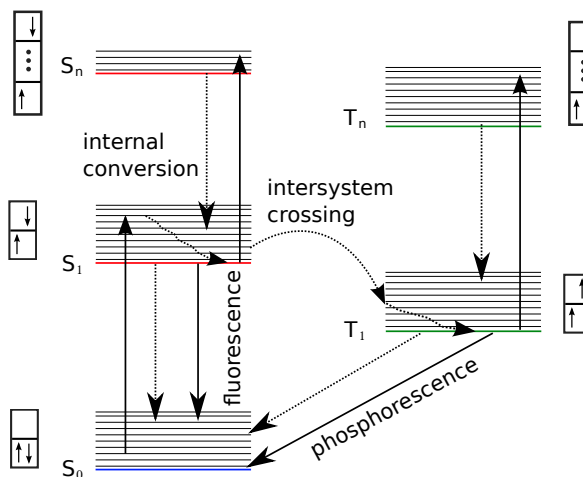 Sₙ
Tₙ
internal
conversion
intersystem
crossing
S₁
T₁
fluorescence
phosphorescence
S₀